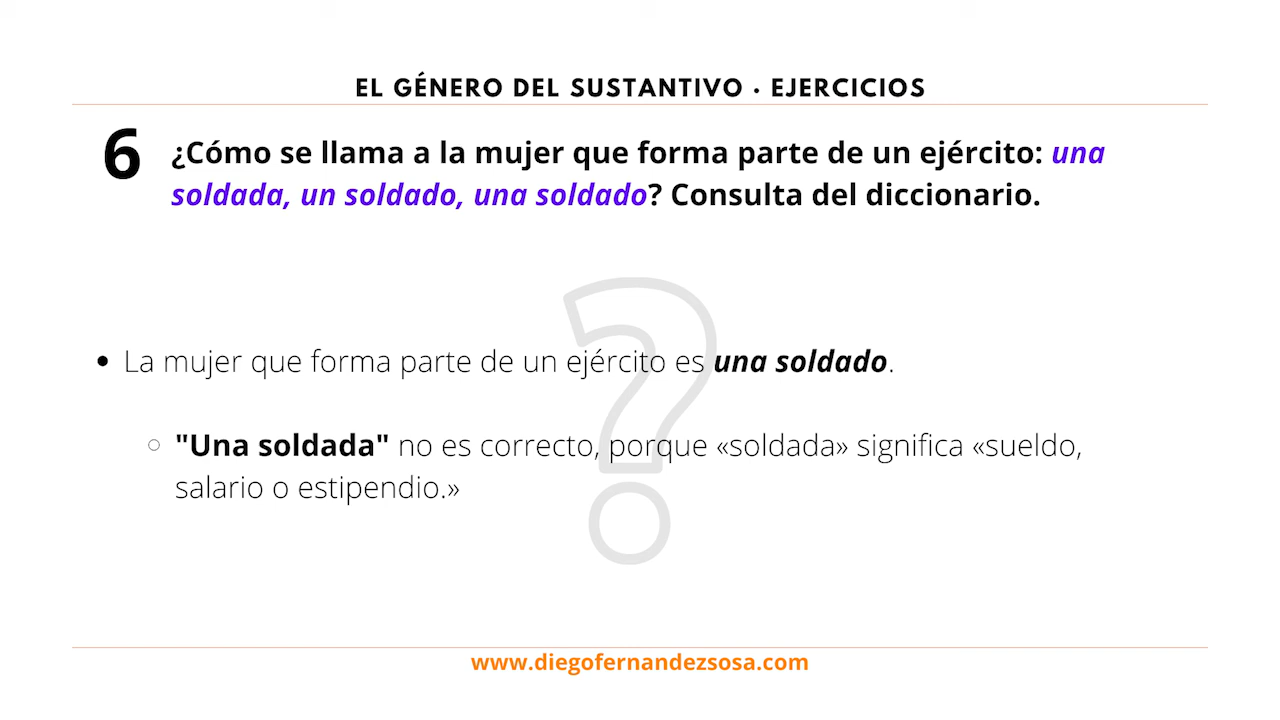 EL GÉNERO DEL SUSTANTIVO · EJERCICIOS
6
¿Cómo se llama a la mujer que forma parte de un ejército: una
soldada, un soldado, una soldado? Consulta del diccionario.
?
• La mujer que forma parte de un ejército es una soldado.
○ "Una soldada" no es correcto, porque «soldada» significa «sueldo,
salario o estipendio.»
www.diegofernandezsosa.com